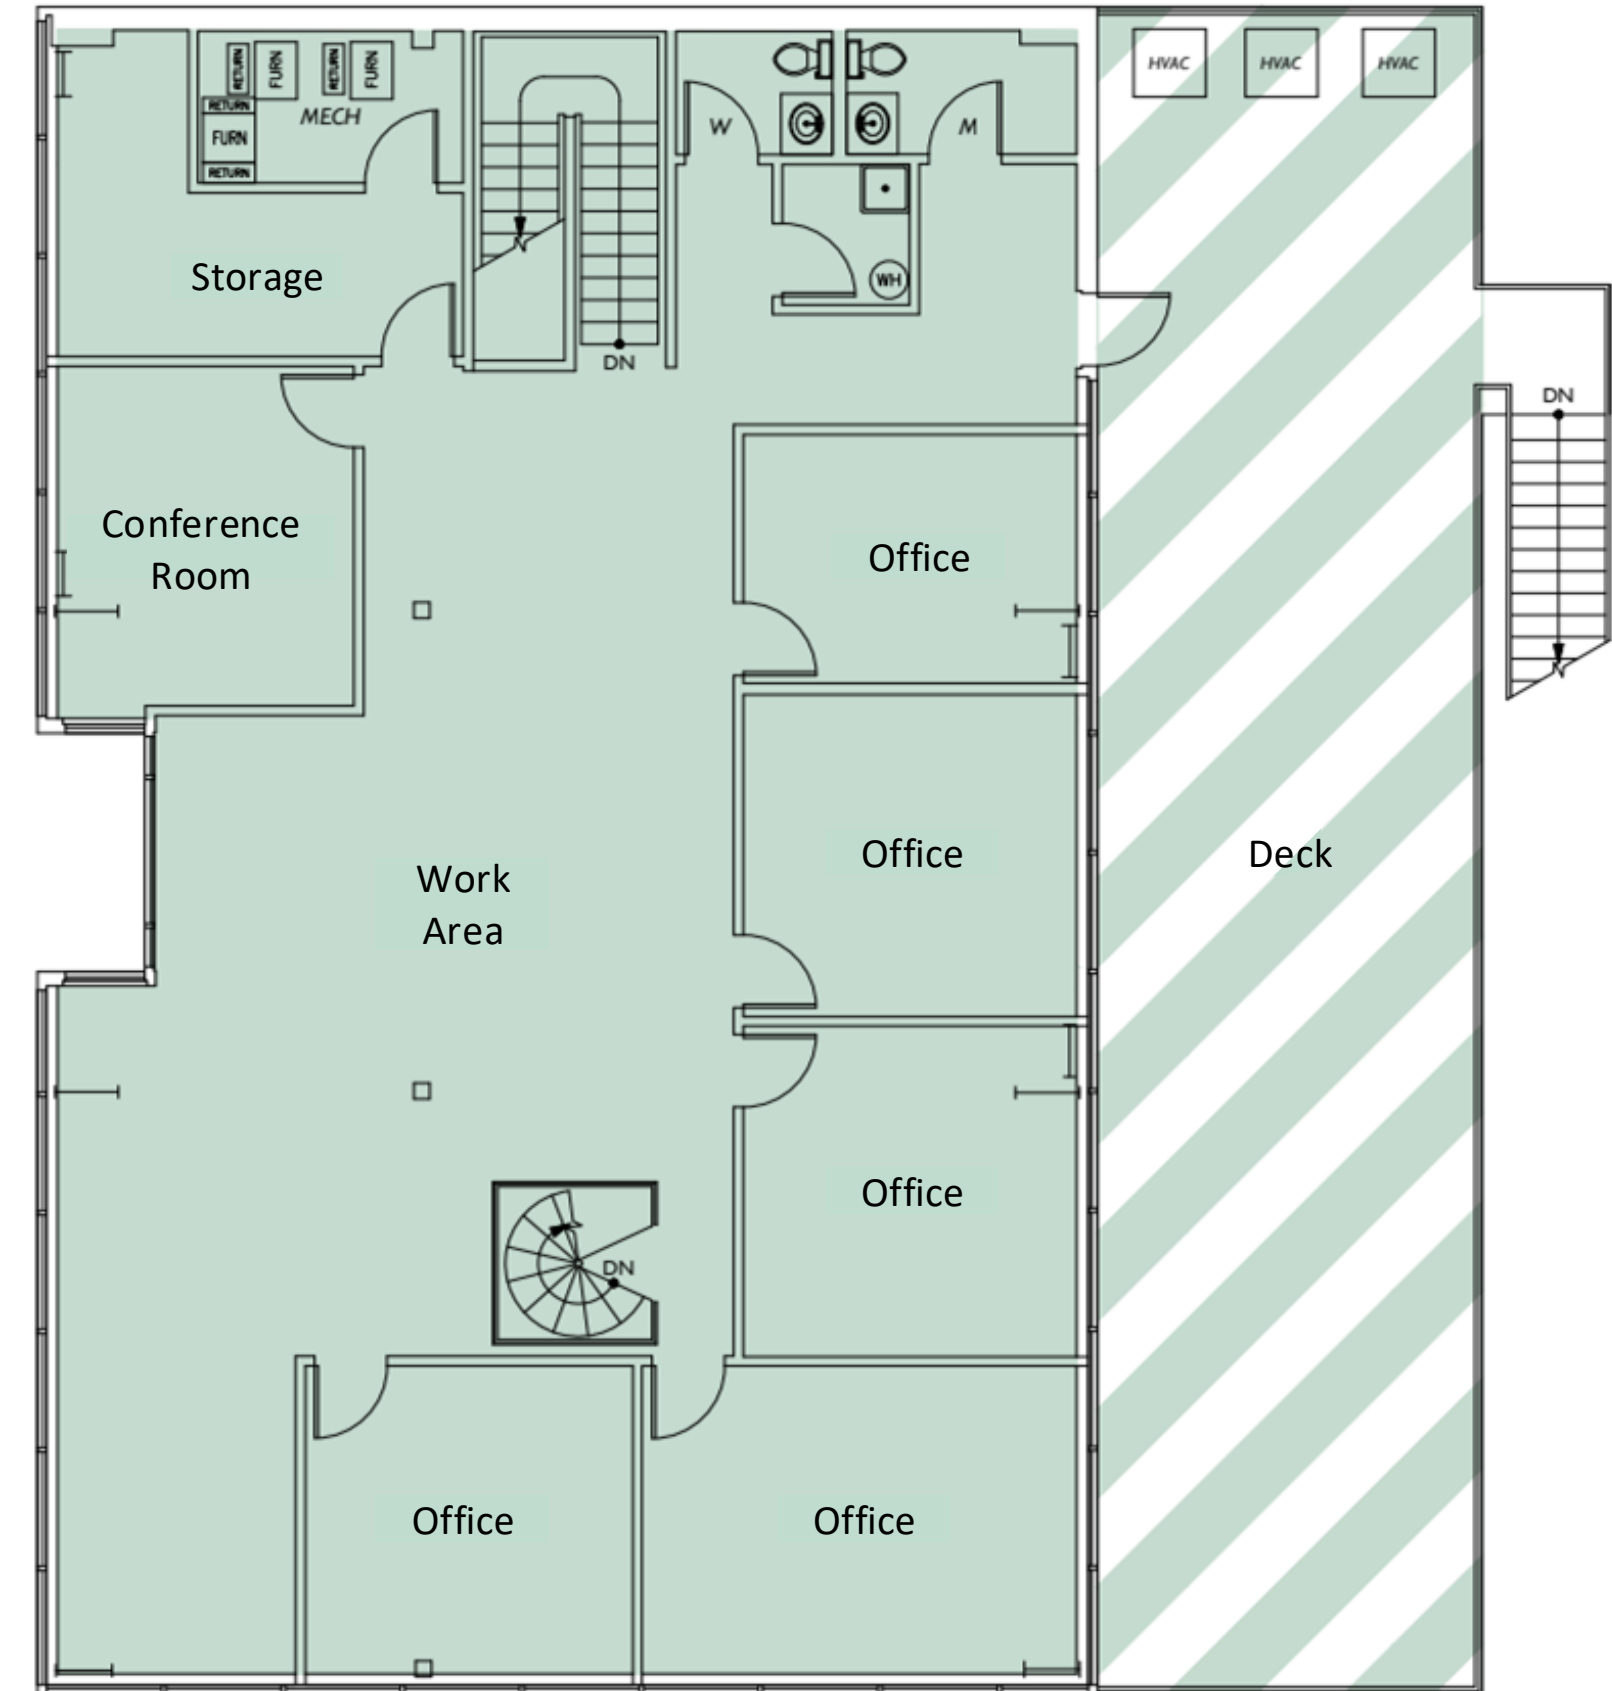 HVAC
HVAC
HVAC
RETURN
FURN
RETURN
FURN
RETURN
MECH
FURN
RETURN
W
M
Storage
WH
DN
DN
Conference
Room
Office
Office
Deck
Work
Area
Office
DN
Office
Office